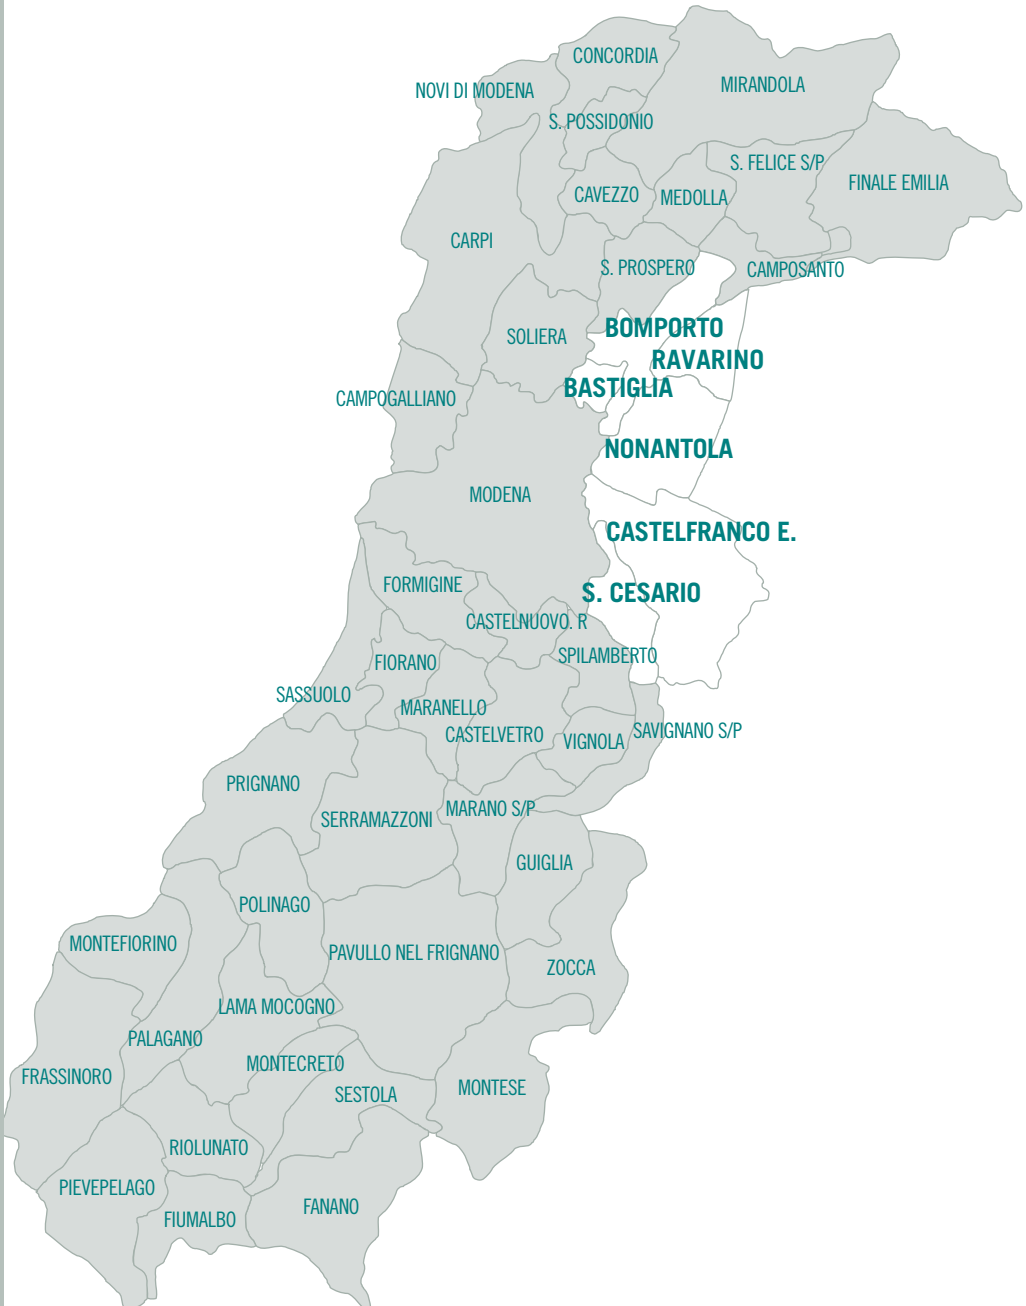 CONCORDIA
MIRANDOLA
NOVI DI MODENA
S. POSSIDONIO
S. FELICE S/P
FINALE EMILIA
CAVEZZO
MEDOLLA
CARPI
S. PROSPERO
CAMPOSANTO
BOMPORTO
SOLIERA
RAVARINO
BASTIGLIA
CAMPOGALLIANO
NONANTOLA
MODENA
CASTELFRANCO E.
FORMIGINE
S. CESARIO
CASTELNUOVO. R
SPILAMBERTO
FIORANO
SASSUOLO
MARANELLO
CASTELVETRO
SAVIGNANO S/P
VIGNOLA
PRIGNANO
MARANO S/P
SERRAMAZZONI
GUIGLIA
POLINAGO
MONTEFIORINO
PAVULLO NEL FRIGNANO
ZOCCA
LAMA MOCOGNO
PALAGANO
MONTECRETO
FRASSINORO
MONTESE
SESTOLA
RIOLUNATO
PIEVEPELAGO
FANANO
FIUMALBO